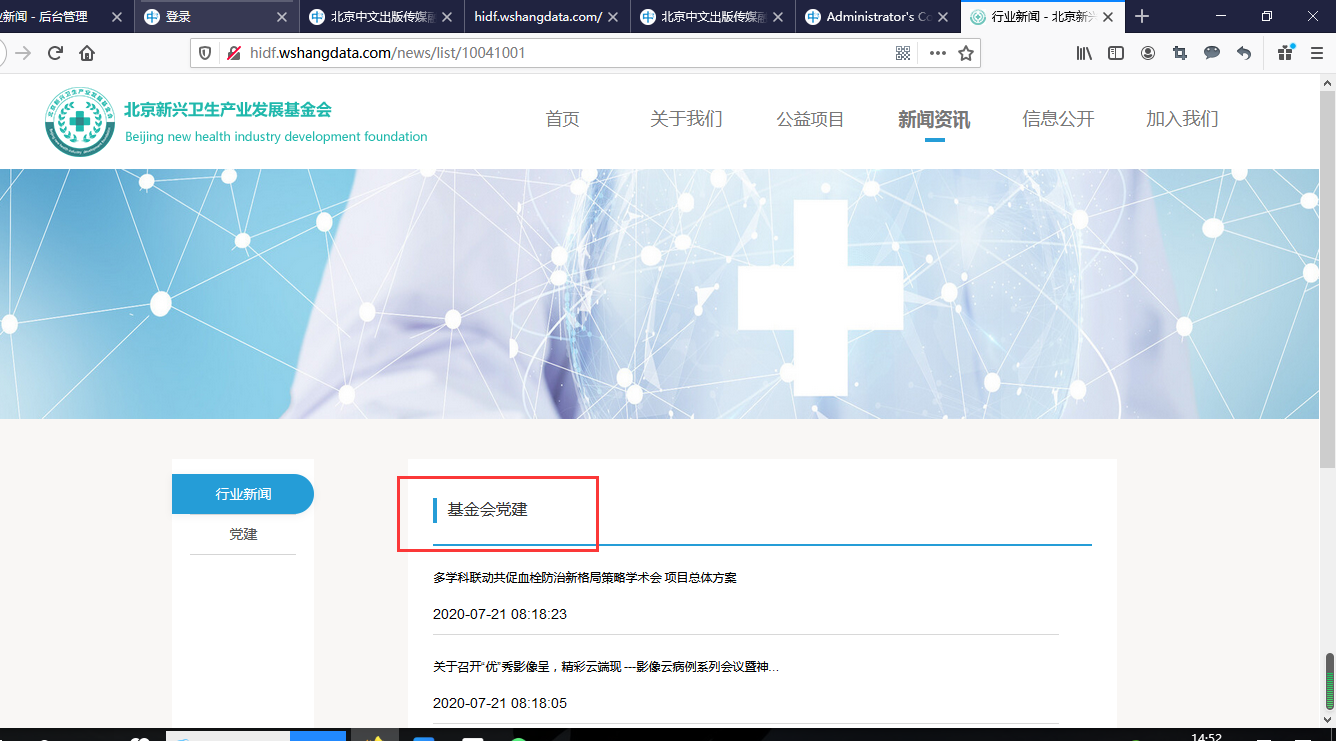 新闻 - 后台管理
登录
北京中文出版传媒
hidf.wshangdata.com/
北京中文出版传媒
Administrator's Co
行业新闻 - 北京新兴
hidf.wshangdata.com/news/list/10041001
北京新兴卫生产业发展基金会
Beijing new health industry development foundation
首页
关于我们
公益项目
新闻资讯
信息公开
加入我们
行业新闻
党建
基金会党建
多学科联动共促血栓防治新格局策略学术会 项目总体方案
2020-07-21 08:18:23
关于召开“优”秀影像呈，精彩云端现 ---影像云病例系列会议暨神...
2020-07-21 08:18:05
14:52